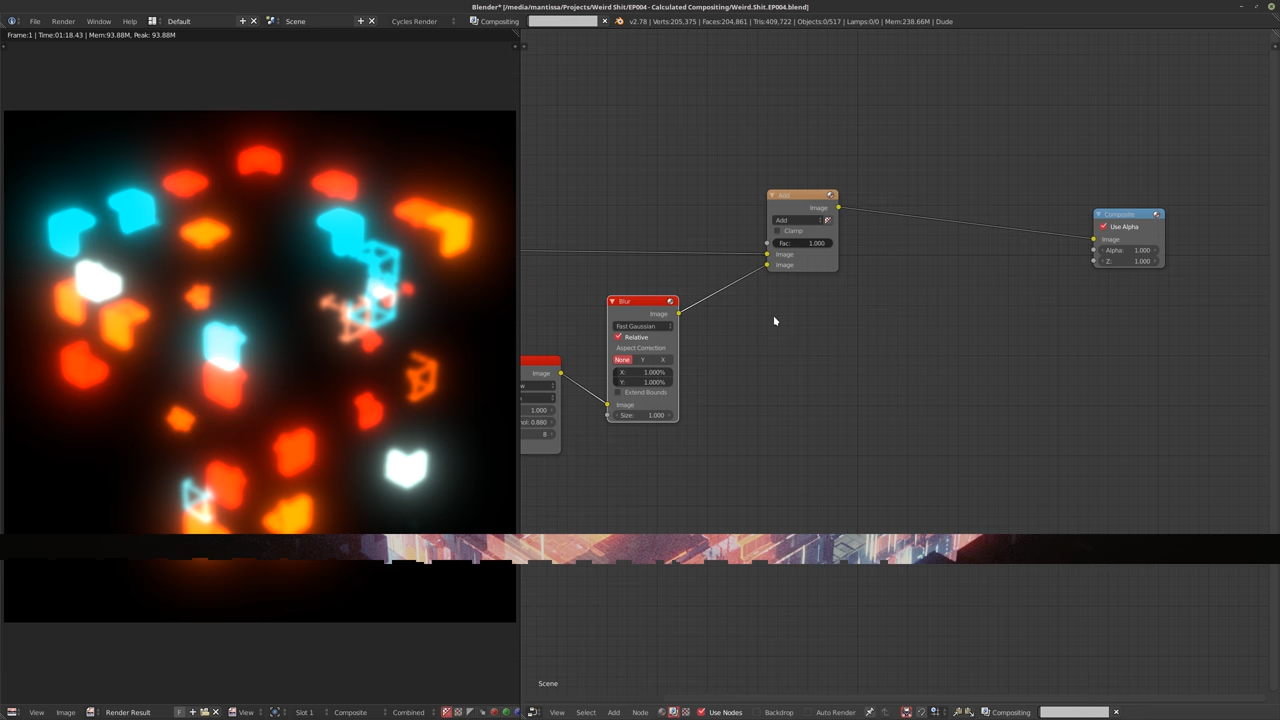 Blender* [/media/mantissa/Projects/Weird Shit/EP004 - Calculated Compositing/Weird.Shit.EP004.blend]
File Render Window Help Default Scene Cycles Render Compositing v2.78 | Verts:205,375 | Faces:204,861 | Tris:409,722 | Objects:0/517 | Lamps:0/0 | Mem:238.66M | Dude
Frame:1 | Time:01:18.43 | Mem:93.88M, Peak: 93.88M
Add
Image
Add
Clamp
Fac: 1.000
Image
Image
Composite
Use Alpha
Image
Alpha: 1.000
Z: 1.000
Blur
Image
Fast Gaussian
Relative
Aspect Correction
None Y X
X: 1.000%
Y: 1.000%
Extend Bounds
Image
Size: 1.000
Image
1.000
0.880
8
Scene
View Image Render Result F View Slot 1 Composite Combined
View Select Add Node Use Nodes Backdrop Auto Render Compositing